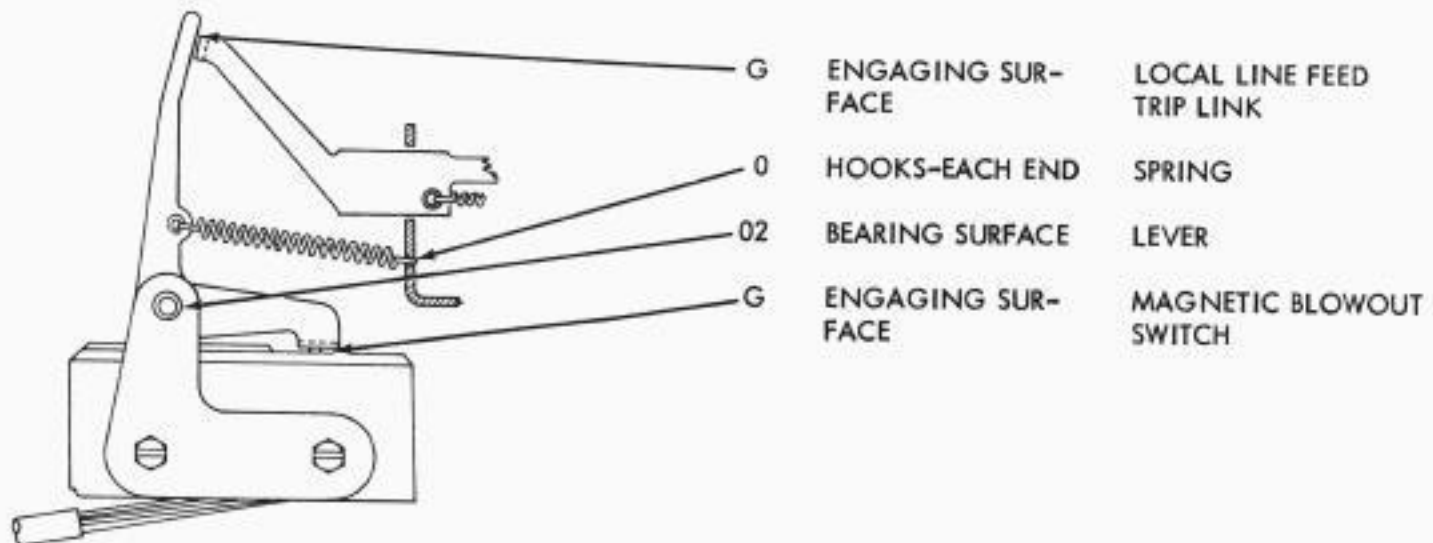 G ENGAGING SUR- LOCAL LINE FEED
FACE TRIP LINK
0 HOOKS-EACH END SPRING
02 BEARING SURFACE LEVER
G ENGAGING SUR- MAGNETIC BLOWOUT
FACE SWITCH